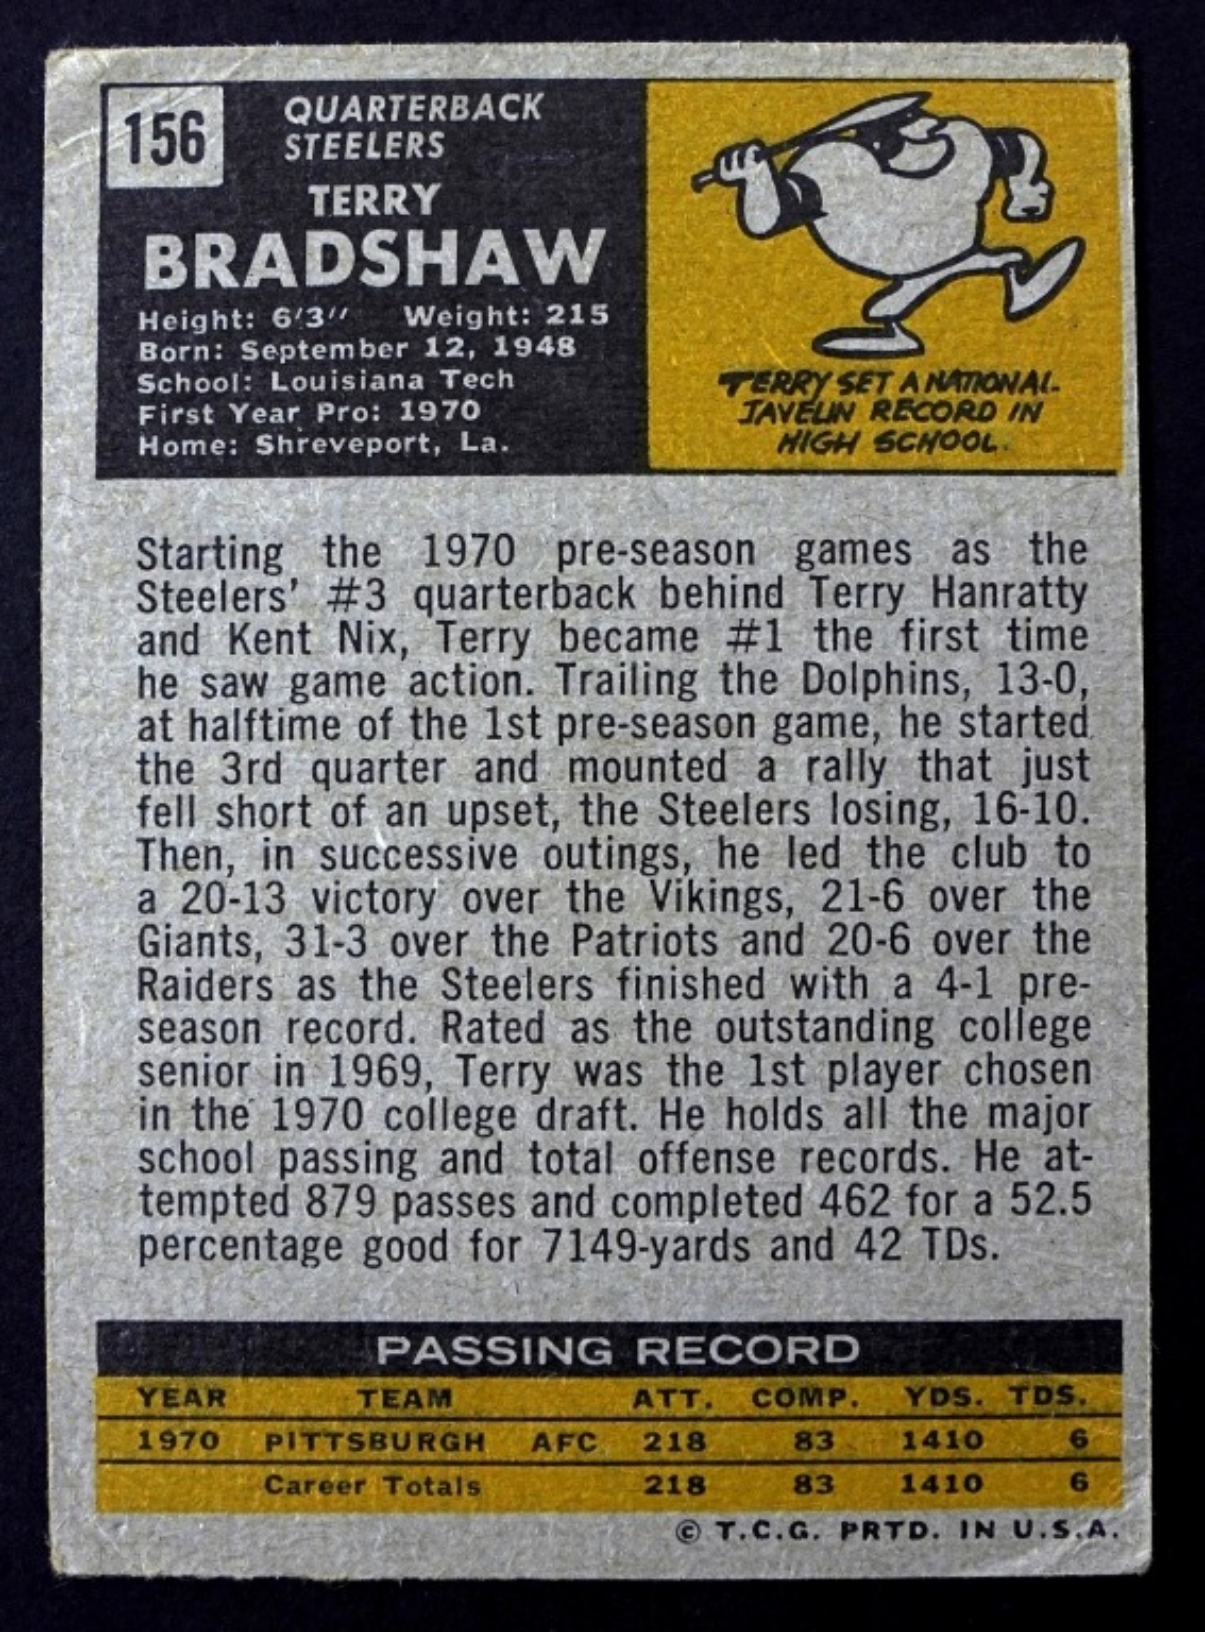 156
QUARTERBACK
STEELERS
TERRY
BRADSHAW
Height: 6'3" Weight: 215
Born: September 12, 1948
School: Louisiana Tech
First Year Pro: 1970
Home: Shreveport, La.
TERRY SET A NATIONAL
JAVELIN RECORD IN
HIGH SCHOOL.
Starting the 1970 pre-season games as the
Steelers' #3 quarterback behind Terry Hanratty
and Kent Nix, Terry became #1 the first time
he saw game action. Trailing the Dolphins, 13-0,
at halftime of the 1st pre-season game, he started
the 3rd quarter and mounted a rally that just
fell short of an upset, the Steelers losing, 16-10.
Then, in successive outings, he led the club to
a 20-13 victory over the Vikings, 21-6 over the
Giants, 31-3 over the Patriots and 20-6 over the
Raiders as the Steelers finished with a 4-1 pre-
season record. Rated as the outstanding college
senior in 1969, Terry was the 1st player chosen
in the 1970 college draft. He holds all the major
school passing and total offense records. He at-
tempted 879 passes and completed 462 for a 52.5
percentage good for 7149-yards and 42 TDs.
PASSING RECORD
YEAR TEAM ATT. COMP. YDS. TDS.
1970 PITTSBURGH AFC 218 83 1410 6
Career Totals 218 83 1410 6
© T.C.G. PRTD. IN U.S.A.